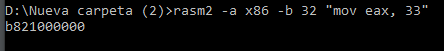 D:\Nueva carpeta (2)>rasm2 -a x86 -b 32 "mov eax, 33"
b821000000